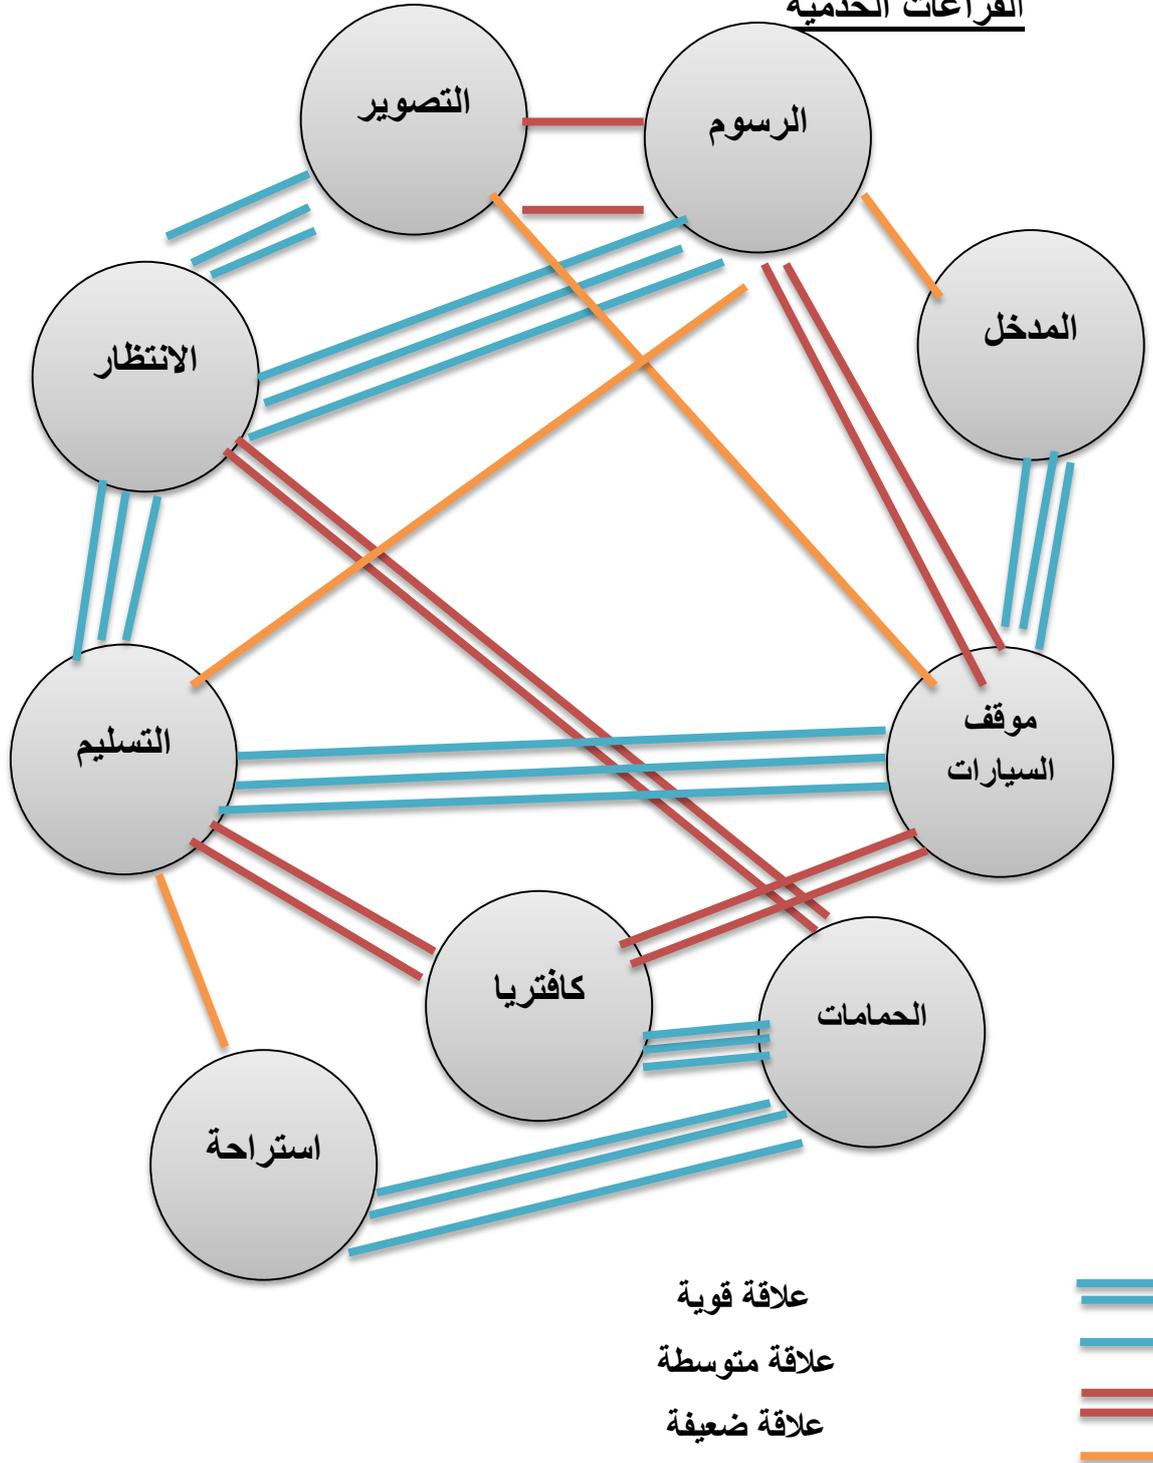 الفراغات الخدمية
الرسوم
التصوير
المدخل
الانتظار
موقف
السيارات
التسليم
كافتريا
الحمامات
استراحة
علاقة قوية
علاقة متوسطة
علاقة ضعيفة